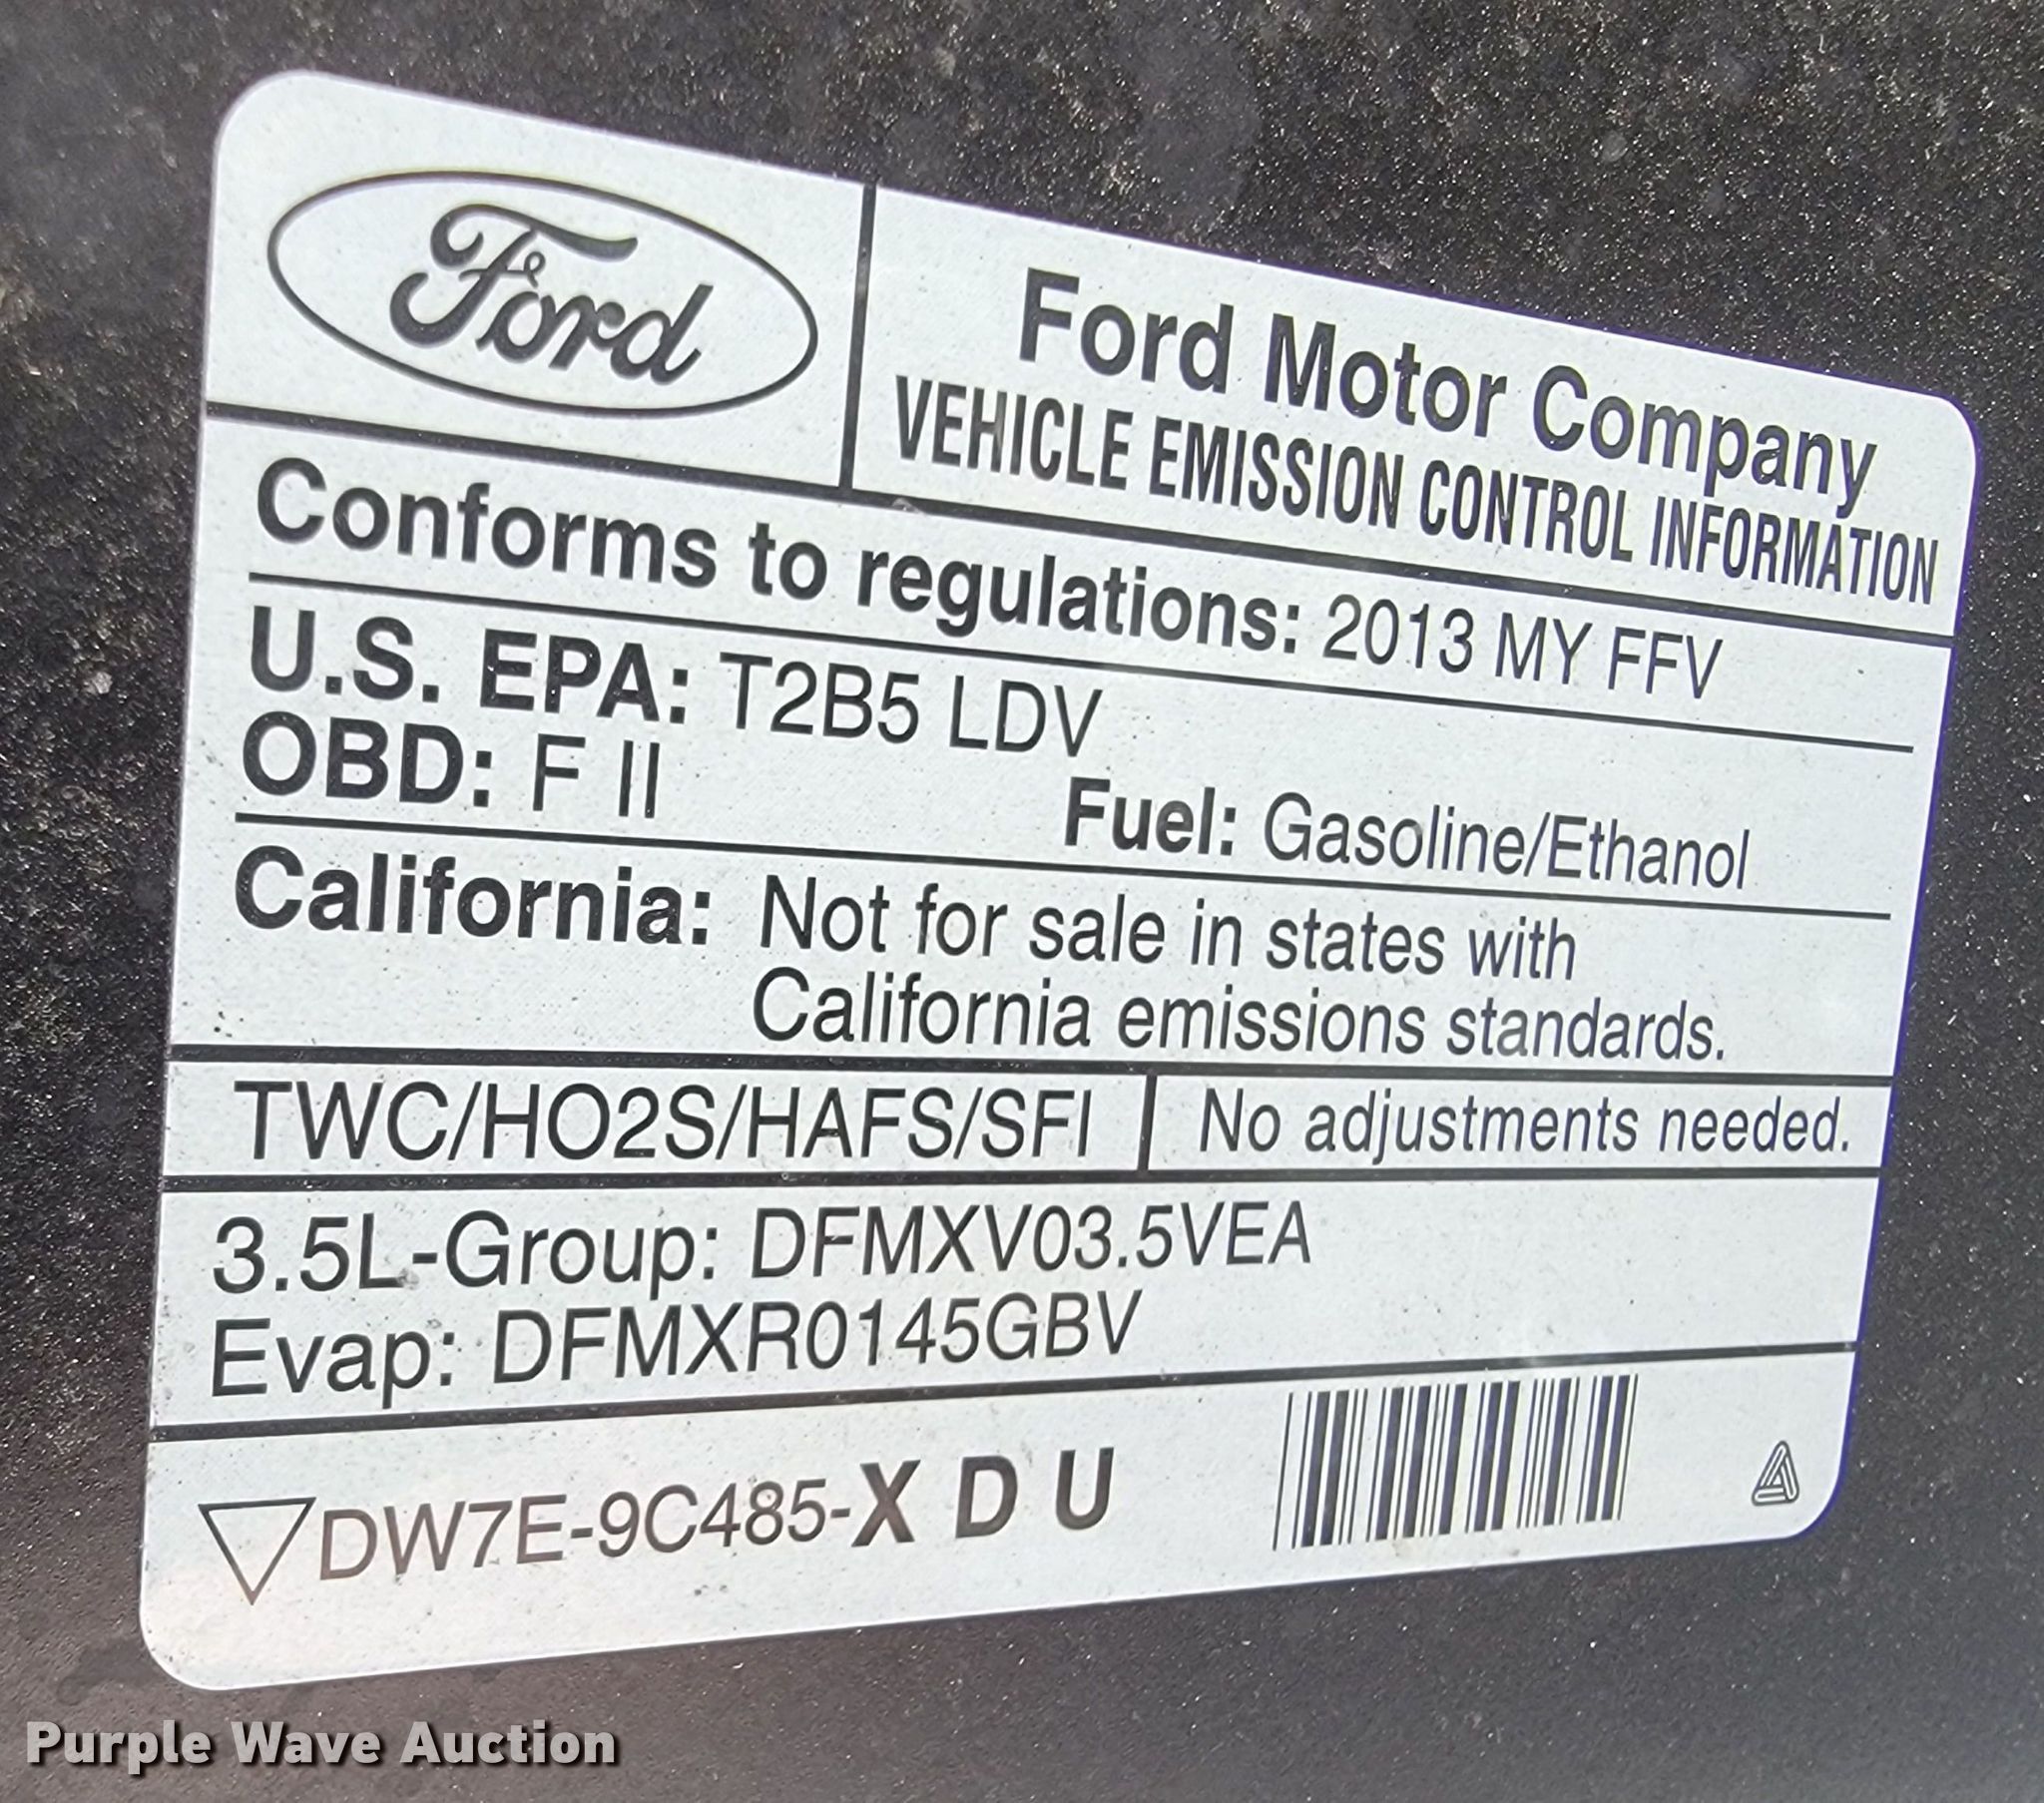 Ford
Ford Motor Company
VEHICLE EMISSION CONTROL INFORMATION
Conforms to regulations: 2013 MY FFV
U.S. EPA: T2B5 LDV
OBD: F II
Fuel: Gasoline/Ethanol
California: Not for sale in states with
California emissions standards.
TWC/HO2S/HAFS/SFI
No adjustments needed.
3.5L-Group: DFMXV03.5VEA
Evap: DFMXR0145GBV
DW7E-9C485-X D U
Purple Wave Auction